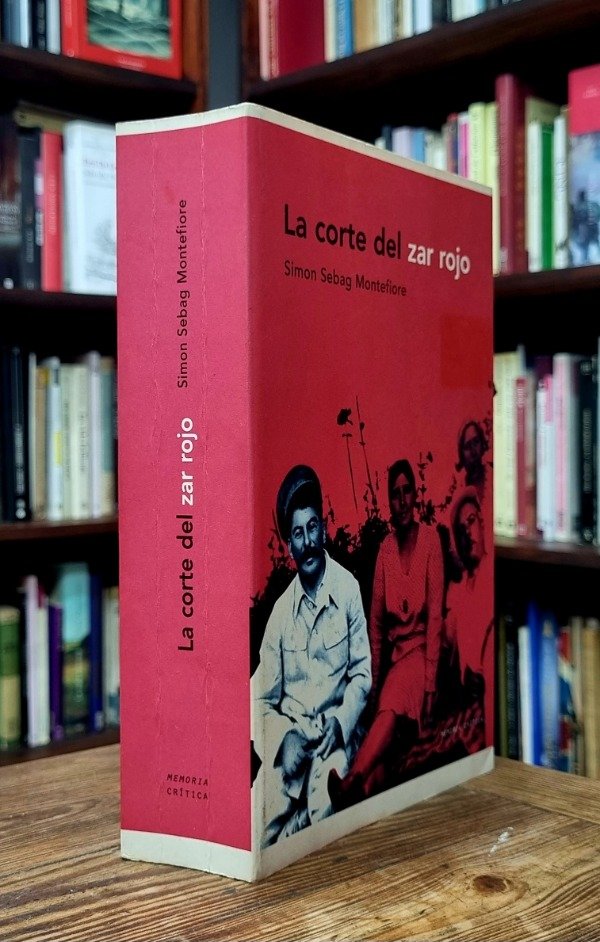 La corte del zar rojo
Simon Sebag Montefiore
La corte del zar rojo Simon Sebag Montefiore
MEMORIA
CRÍTICA